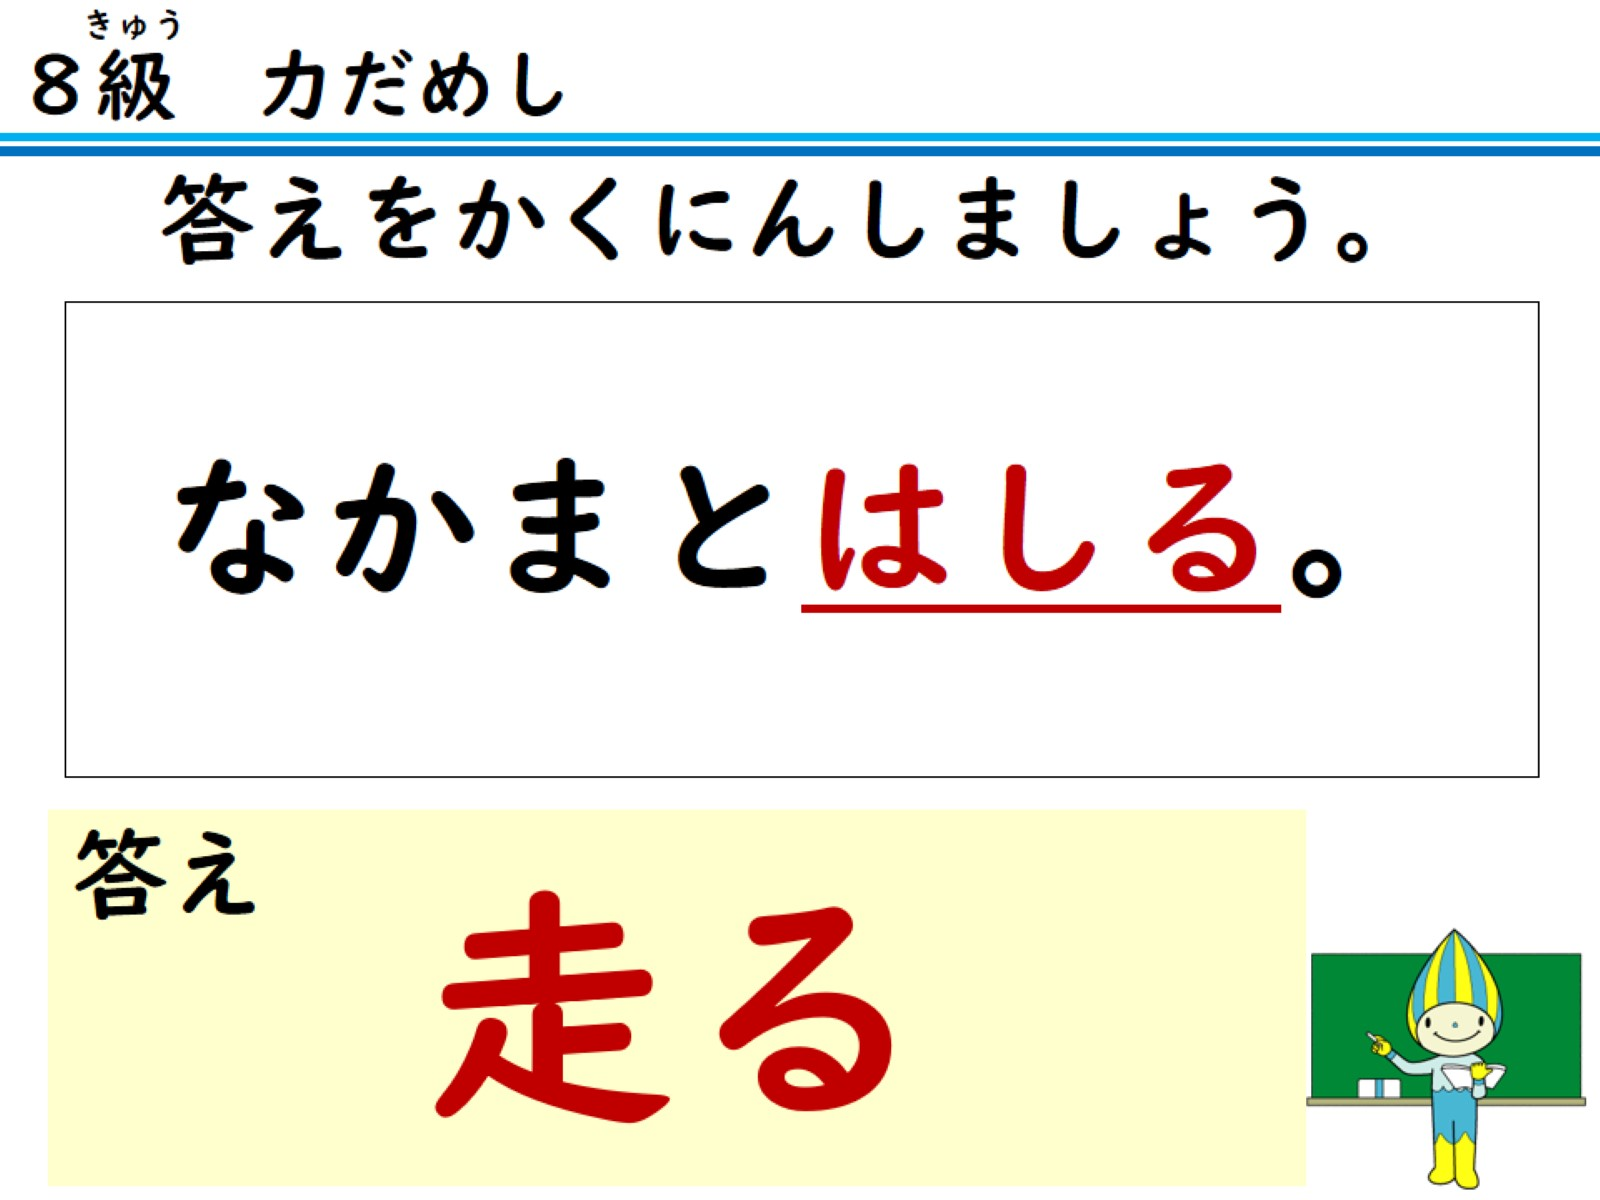 きゅう
８級　力だめし
答えをかくにんしましょう。
なかまとはしる。
答え
走る